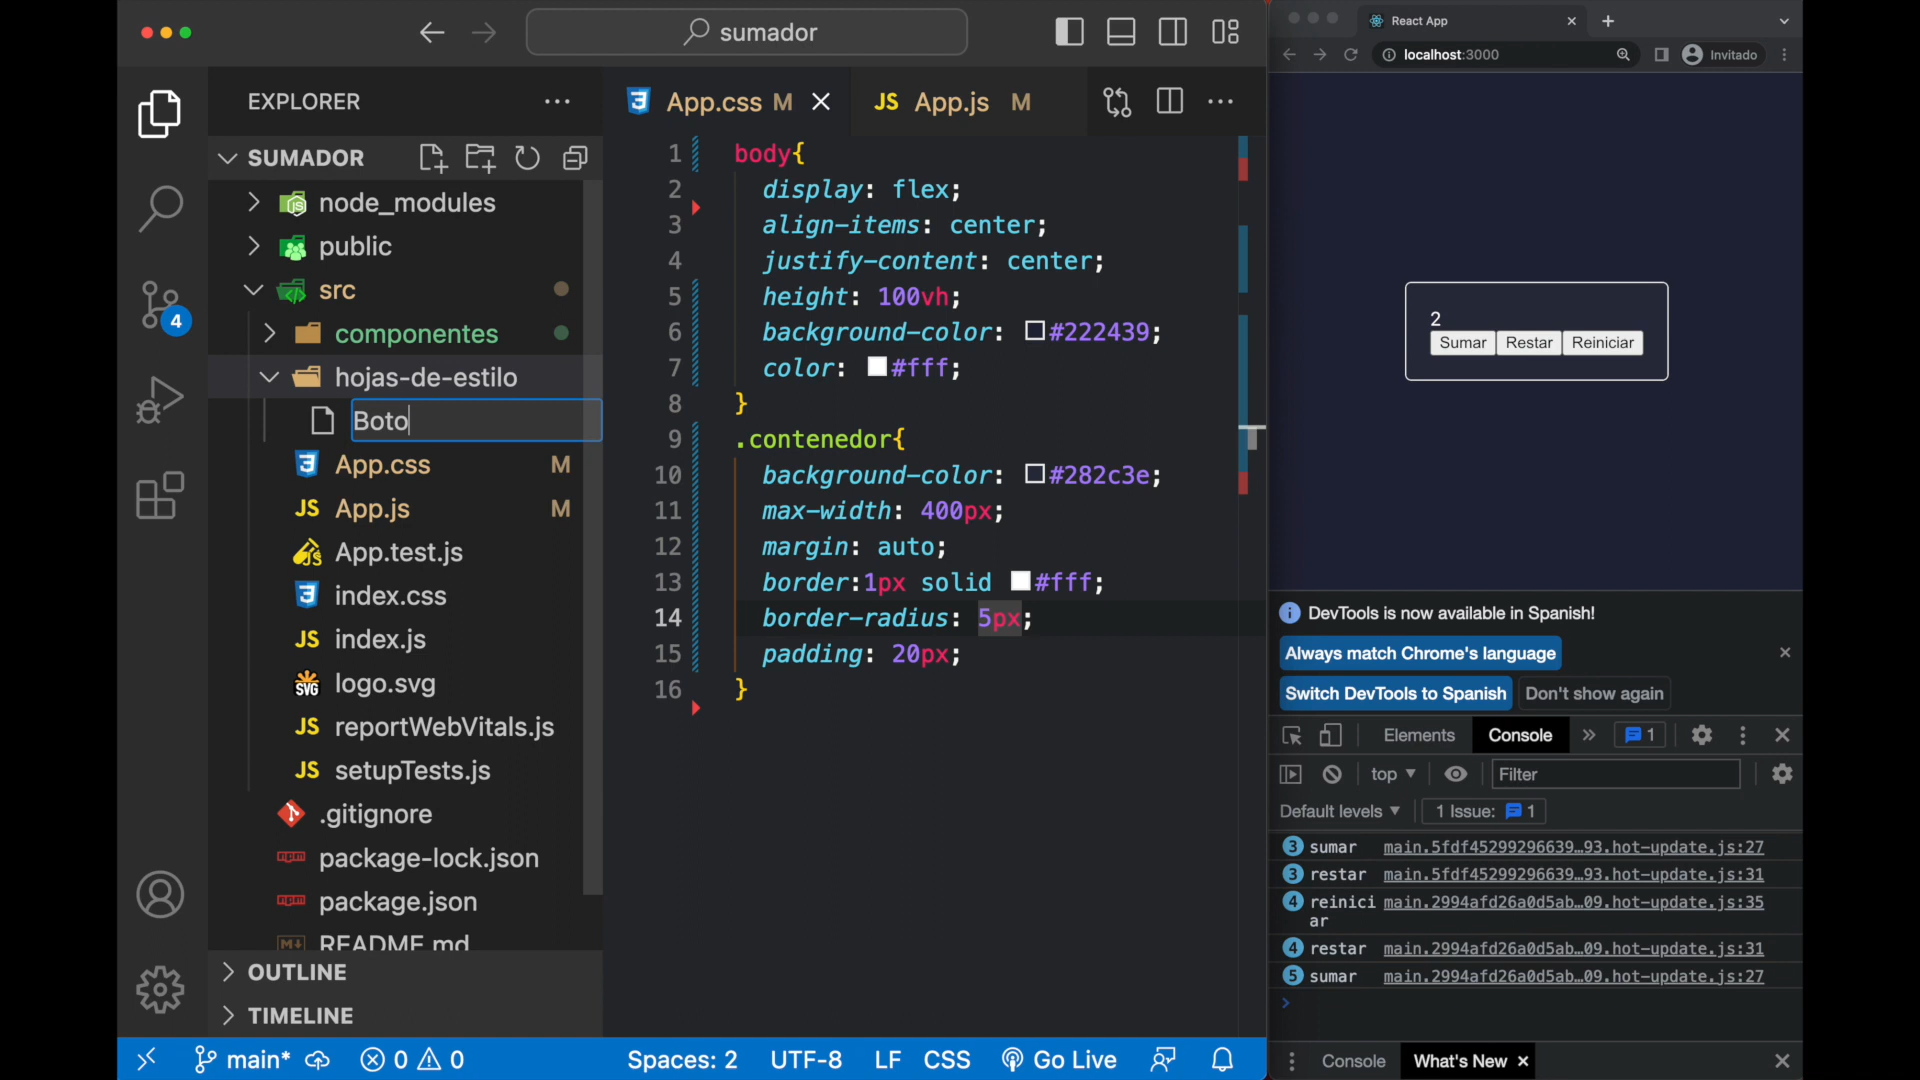 sumador
EXPLORER
SUMADOR
node_modules
public
src
componentes
hojas-de-estilo
Boto
App.css M
JS App.js M
App.test.js
index.css
JS index.js
SVG logo.svg
JS reportWebVitals.js
JS setupTests.js
.gitignore
package-lock.json
package.json
README.md
OUTLINE
TIMELINE
4
App.css M
JS App.js M
1 body{
2 display: flex;
3 align-items: center;
4 justify-content: center;
5 height: 100vh;
6 background-color: #222439;
7 color: #fff;
8 }
9 .contenedor{
10 background-color: #282c3e;
11 max-width: 400px;
12 margin: auto;
13 border:1px solid #fff;
14 border-radius: 5px;
15 padding: 20px;
16 }
main* 0 0
Spaces: 2 UTF-8 LF CSS Go Live
React App
localhost:3000
Invitado
2
Sumar Restar Reiniciar
DevTools is now available in Spanish!
Always match Chrome's language
Switch DevTools to Spanish Don't show again
Elements Console 1
top Filter
Default levels 1 Issue: 1
3 sumar main.5fdf45299296639…93.hot-update.js:27
3 restar main.5fdf45299296639…93.hot-update.js:31
4 reinici main.2994afd26a0d5ab…09.hot-update.js:35
ar
4 restar main.2994afd26a0d5ab…09.hot-update.js:31
5 sumar main.2994afd26a0d5ab…09.hot-update.js:27
Console What's New